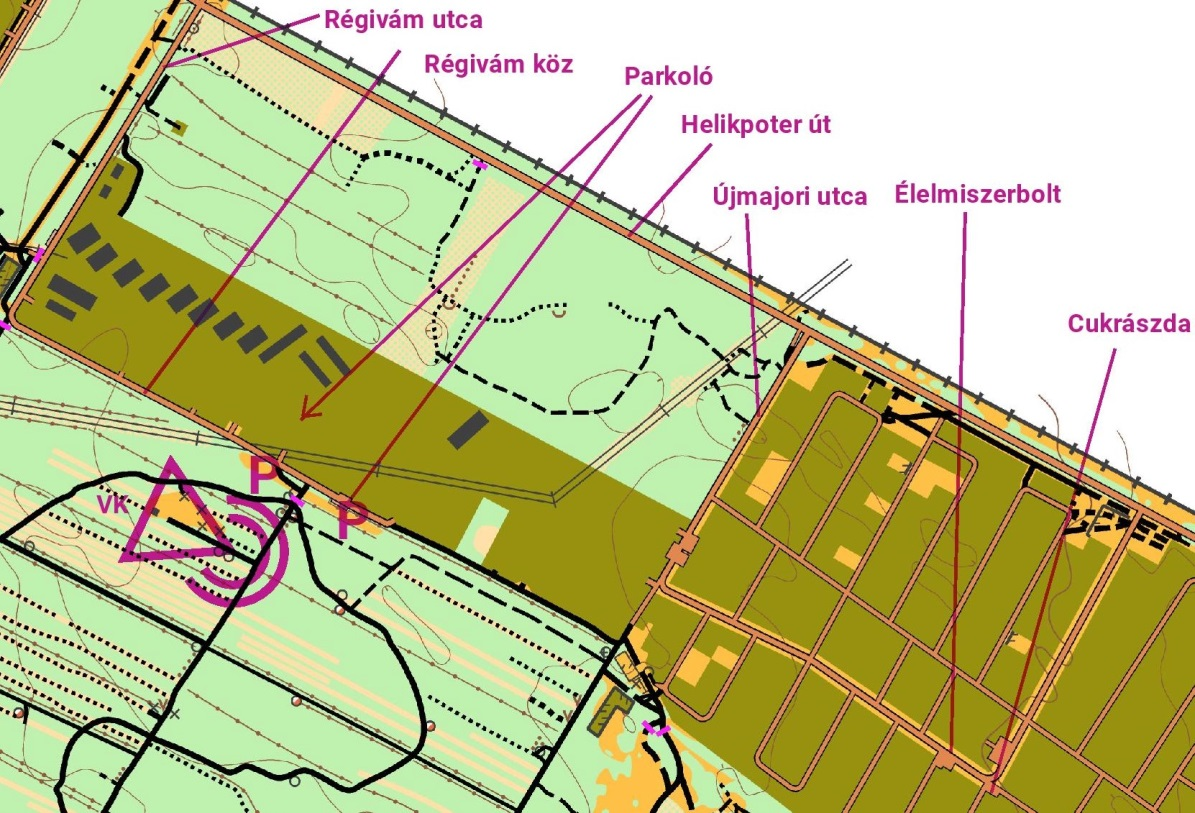 Régivám utca
Régivám köz
Parkoló
Helikpoter út
Újmajori utca
Élelmiszerbolt
Cukrászda
P
VK
P